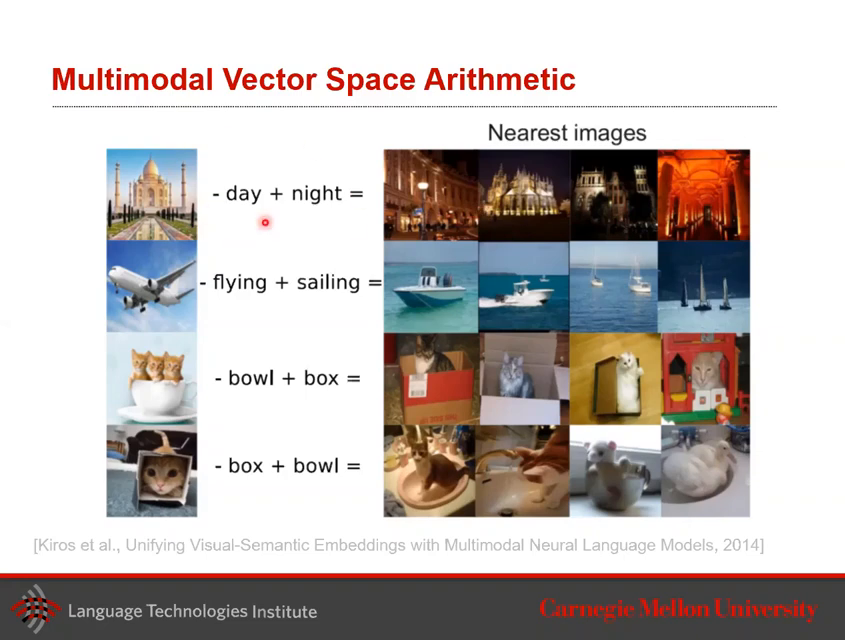 Multimodal Vector Space Arithmetic
Nearest images
- day + night =
- flying + sailing =
- bowl + box =
- box + bowl =
[Kiros et al., Unifying Visual-Semantic Embeddings with Multimodal Neural Language Models, 2014]
Language Technologies Institute
Carnegie Mellon University